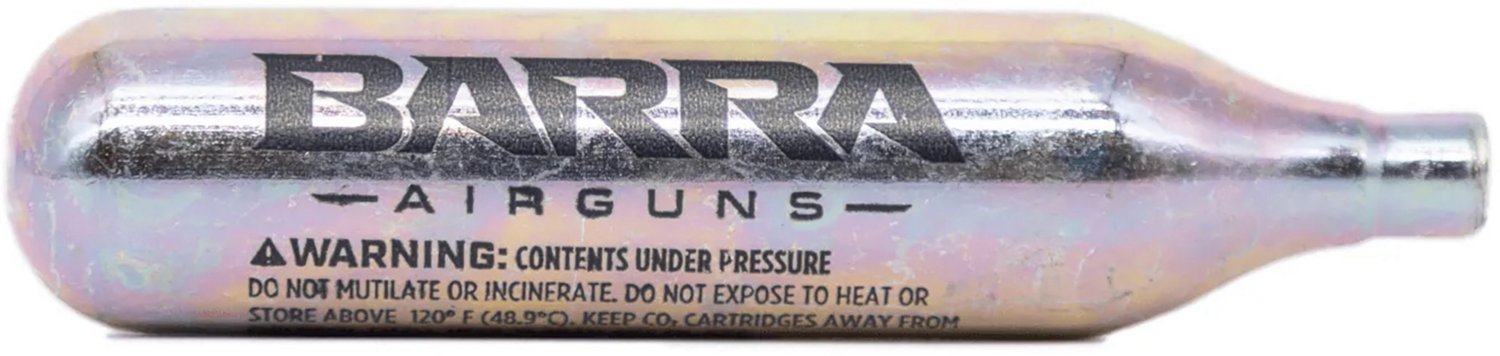 BARRA
AIRGUNS
WARNING: CONTENTS UNDER PRESSURE
DO NOT MUTILATE OR INCINERATE. DO NOT EXPOSE TO HEAT OR
STORE ABOVE 120° F (48.9°C). KEEP CO₂ CARTRIDGES AWAY FROM